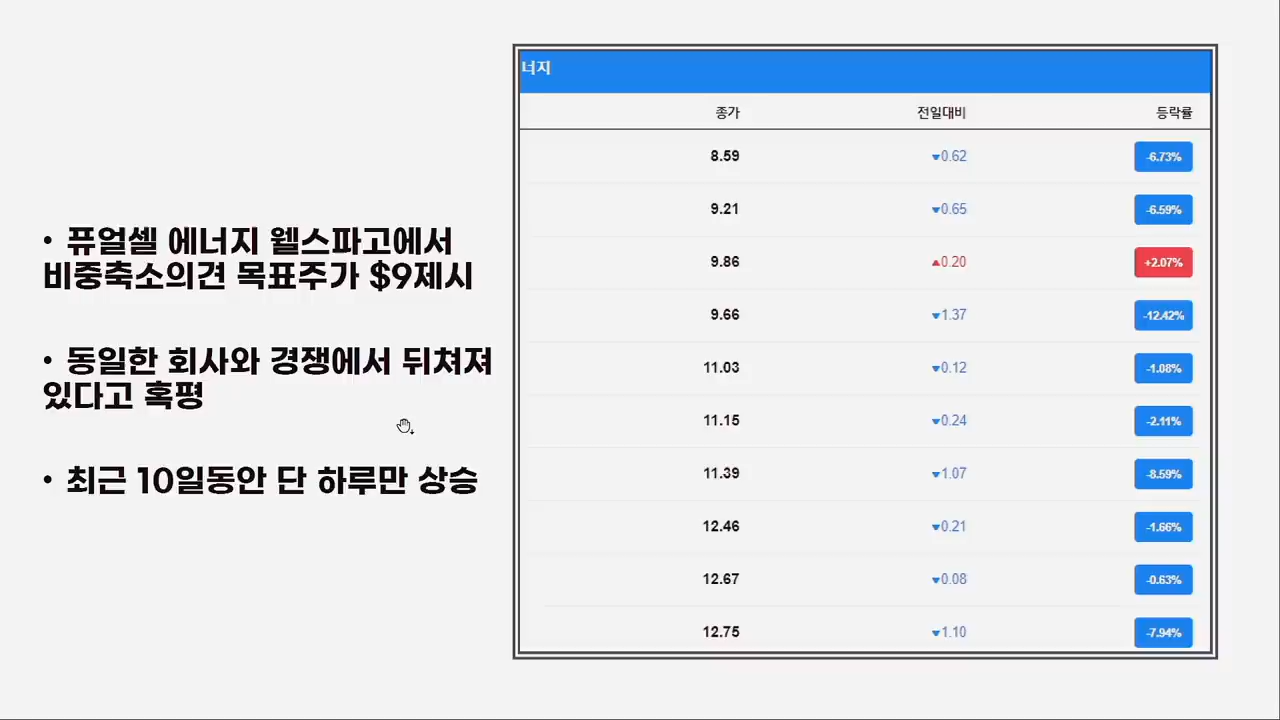 • 퓨얼셀 에너지 웰스파고에서
비중축소의견 목표주가 $9제시
• 동일한 회사와 경쟁에서 뒤쳐져
있다고 혹평
• 최근 10일동안 단 하루만 상승
너지
종가 전일대비 등락률
8.59 ▼0.62 -6.73%
9.21 ▼0.65 -6.59%
9.86 ▲0.20 +2.07%
9.66 ▼1.37 -12.42%
11.03 ▼0.12 -1.08%
11.15 ▼0.24 -2.11%
11.39 ▼1.07 -8.59%
12.46 ▼0.21 -1.66%
12.67 ▼0.08 -0.63%
12.75 ▼1.10 -7.94%